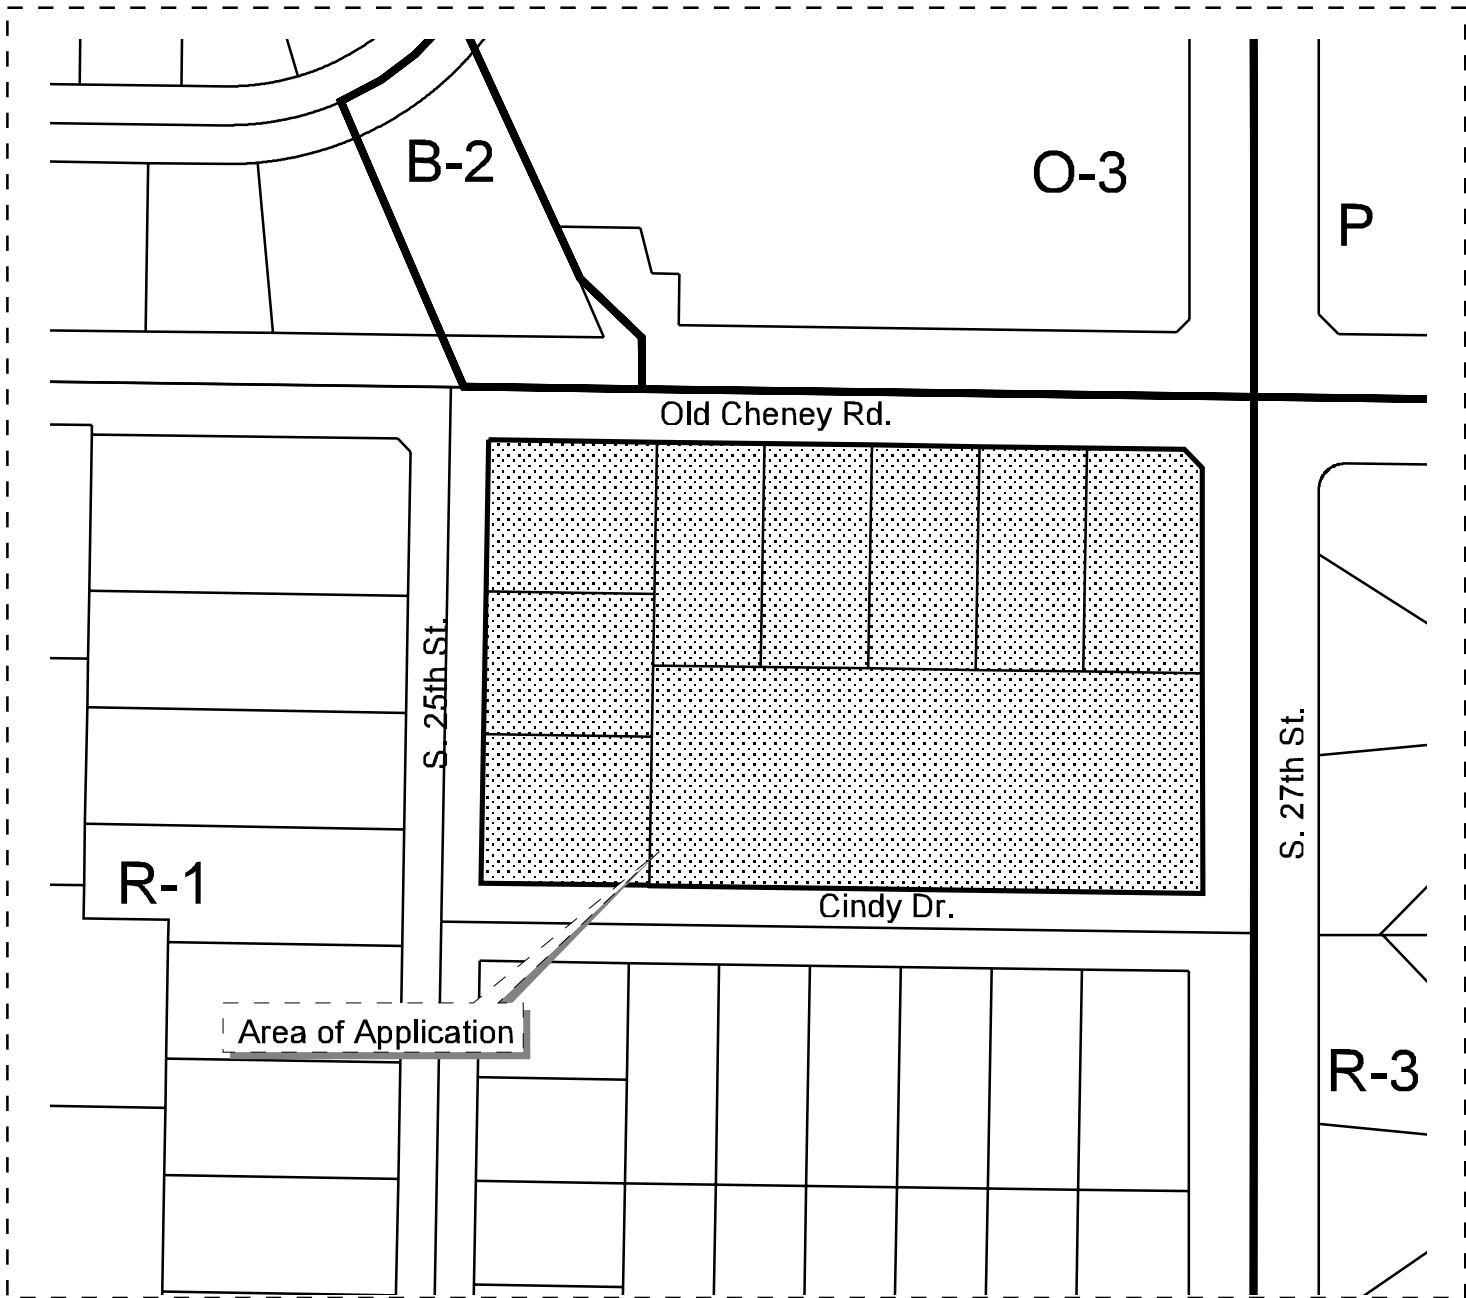 B-2
O-3
P
Old Cheney Rd.
S. 25th St.
S. 27th St.
R-1
Cindy Dr.
Area of Application
R-3